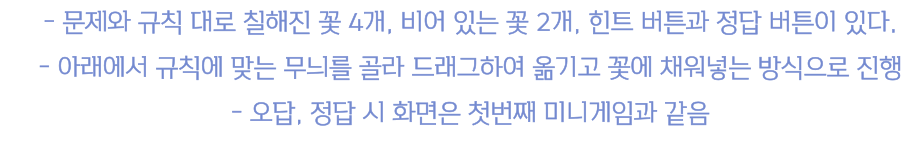 - 문제와 규칙 대로 칠해진 꽃 4개, 비어 있는 꽃 2개, 힌트 버튼과 정답 버튼이 있다.
- 아래에서 규칙에 맞는 무늬를 골라 드래그하여 옮기고 꽃에 채워넣는 방식으로 진행
- 오답, 정답 시 화면은 첫번째 미니게임과 같음